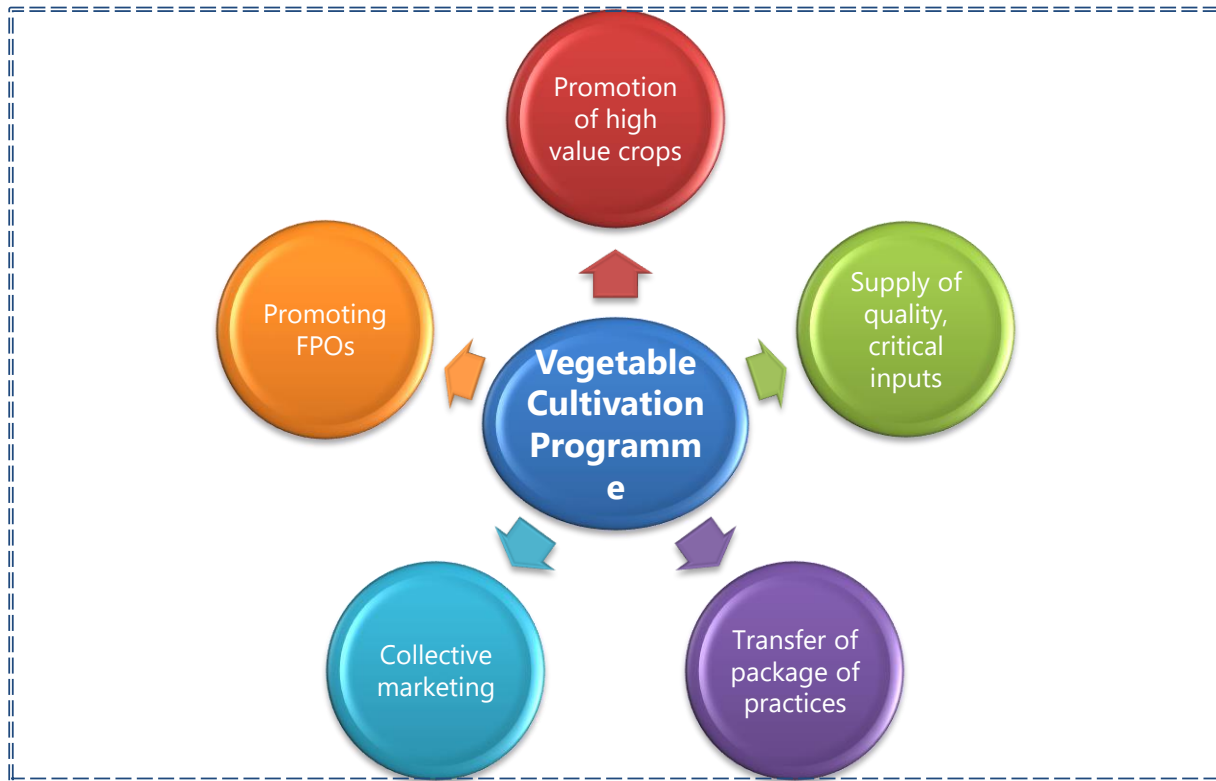 Promotion
of high
value crops
Supply of
quality,
critical
inputs
Promoting
FPOs
Vegetable
Cultivation
Programm
e
Collective
marketing
Transfer of
package of
practices